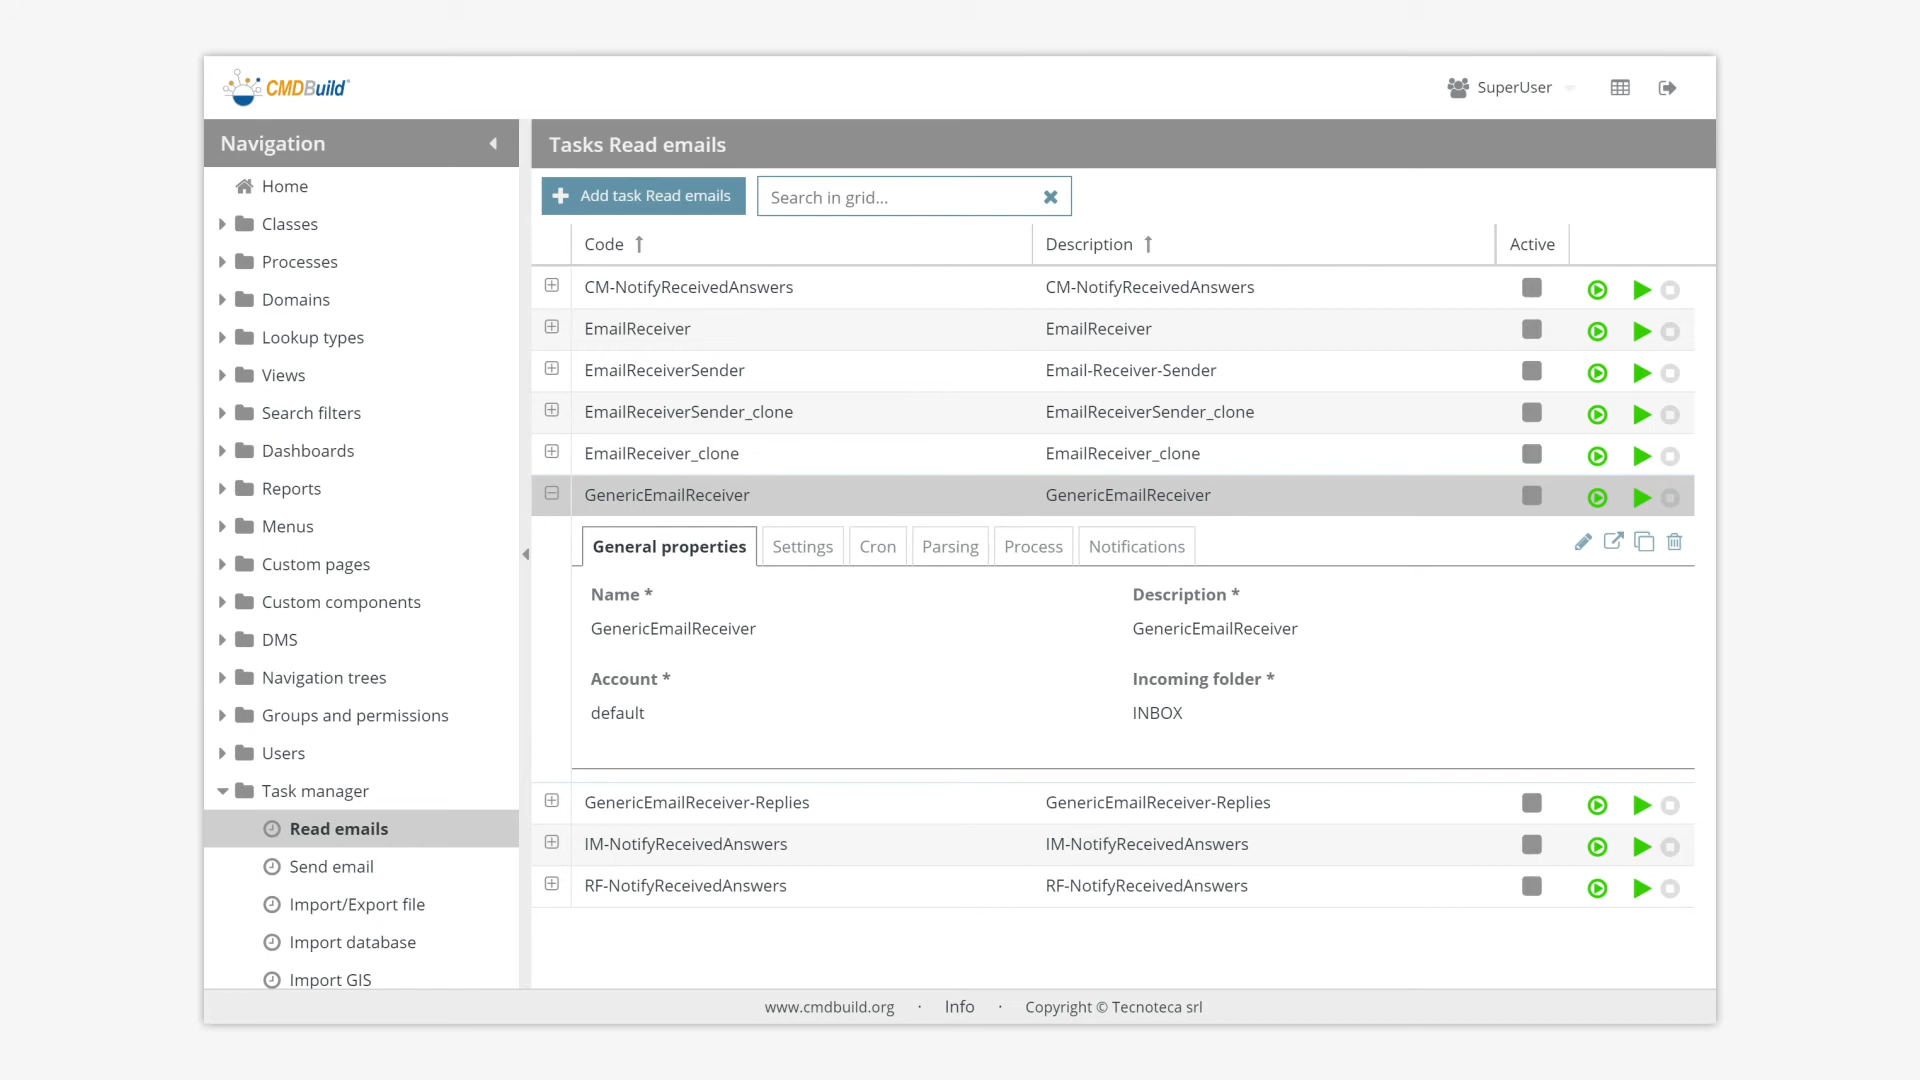 CMDBuild
SuperUser
Navigation
Tasks Read emails
Home
Classes
Processes
Domains
Lookup types
Views
Search filters
Dashboards
Reports
Menus
Custom pages
Custom components
DMS
Navigation trees
Groups and permissions
Users
Task manager
Read emails
Send email
Import/Export file
Import database
Import GIS
Add task Read emails
Search in grid...
Code Description Active
CM-NotifyReceivedAnswers CM-NotifyReceivedAnswers
EmailReceiver EmailReceiver
EmailReceiverSender Email-Receiver-Sender
EmailReceiverSender_clone EmailReceiverSender_clone
EmailReceiver_clone EmailReceiver_clone
GenericEmailReceiver GenericEmailReceiver
General properties Settings Cron Parsing Process Notifications
Name * Description *
GenericEmailReceiver GenericEmailReceiver
Account * Incoming folder *
default INBOX
GenericEmailReceiver-Replies GenericEmailReceiver-Replies
IM-NotifyReceivedAnswers IM-NotifyReceivedAnswers
RF-NotifyReceivedAnswers RF-NotifyReceivedAnswers
www.cmdbuild.org · Info · Copyright © Tecnoteca srl